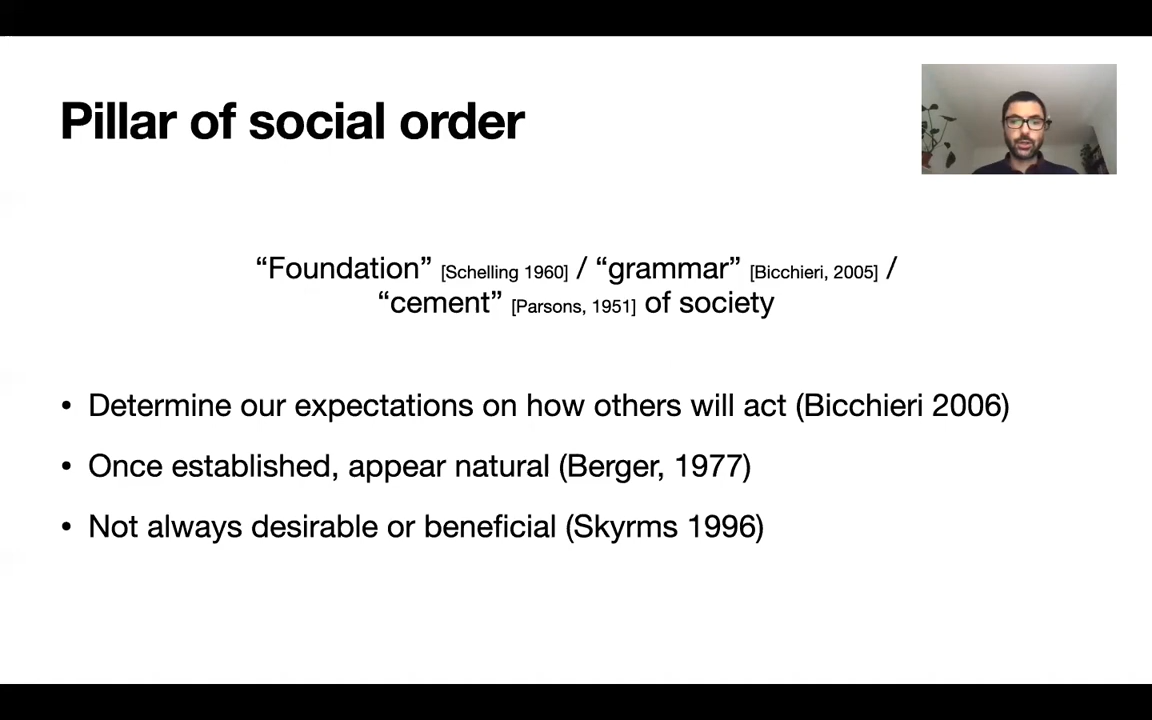 Pillar of social order
“Foundation” [Schelling 1960] / “grammar” [Bicchieri, 2005] /
“cement” [Parsons, 1951] of society
• Determine our expectations on how others will act (Bicchieri 2006)
• Once established, appear natural (Berger, 1977)
• Not always desirable or beneficial (Skyrms 1996)